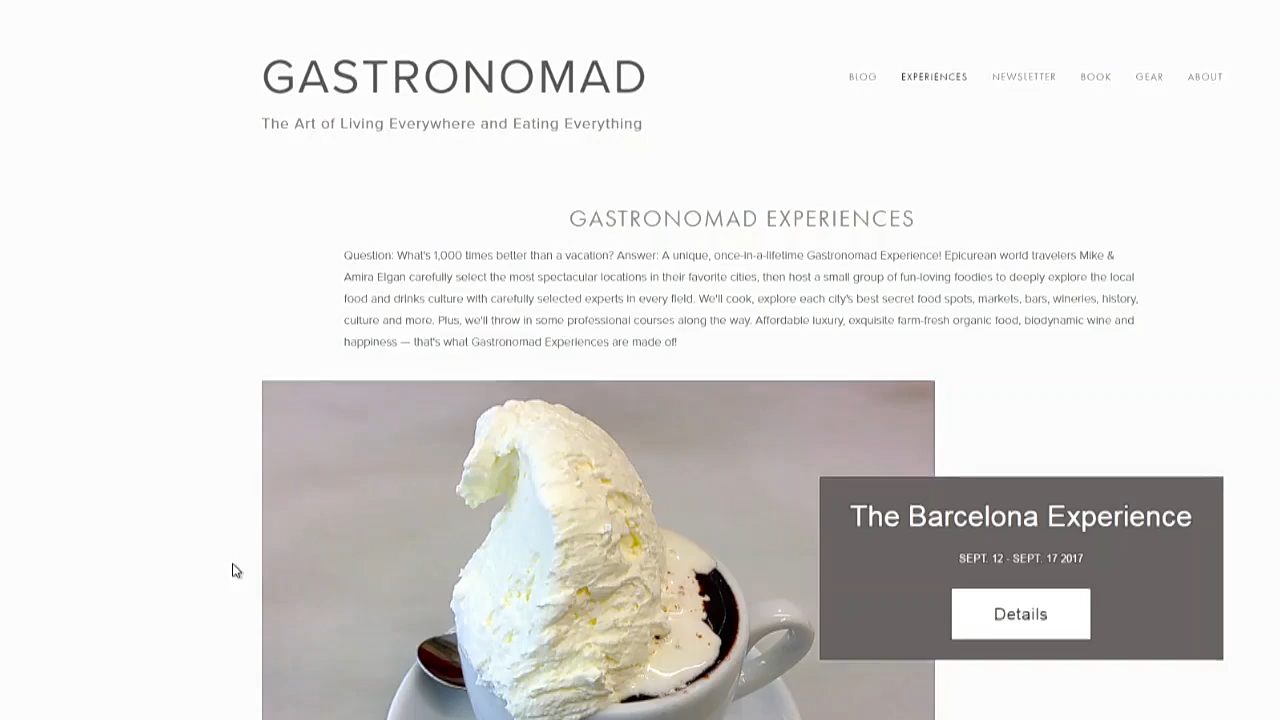 GASTRONOMAD
BLOG EXPERIENCES NEWSLETTER BOOK GEAR ABOUT
The Art of Living Everywhere and Eating Everything
GASTRONOMAD EXPERIENCES
Question: What's 1,000 times better than a vacation? Answer: A unique, once-in-a-lifetime Gastronomad Experience! Epicurean world travelers Mike &
Amira Elgan carefully select the most spectacular locations in their favorite cities, then host a small group of fun-loving foodies to deeply explore the local
food and drinks culture with carefully selected experts in every field. We'll cook, explore each city's best secret food spots, markets, bars, wineries, history,
culture and more. Plus, we'll throw in some professional courses along the way. Affordable luxury, exquisite farm-fresh organic food, biodynamic wine and
happiness — that's what Gastronomad Experiences are made of!
The Barcelona Experience
SEPT. 12 - SEPT. 17 2017
Details